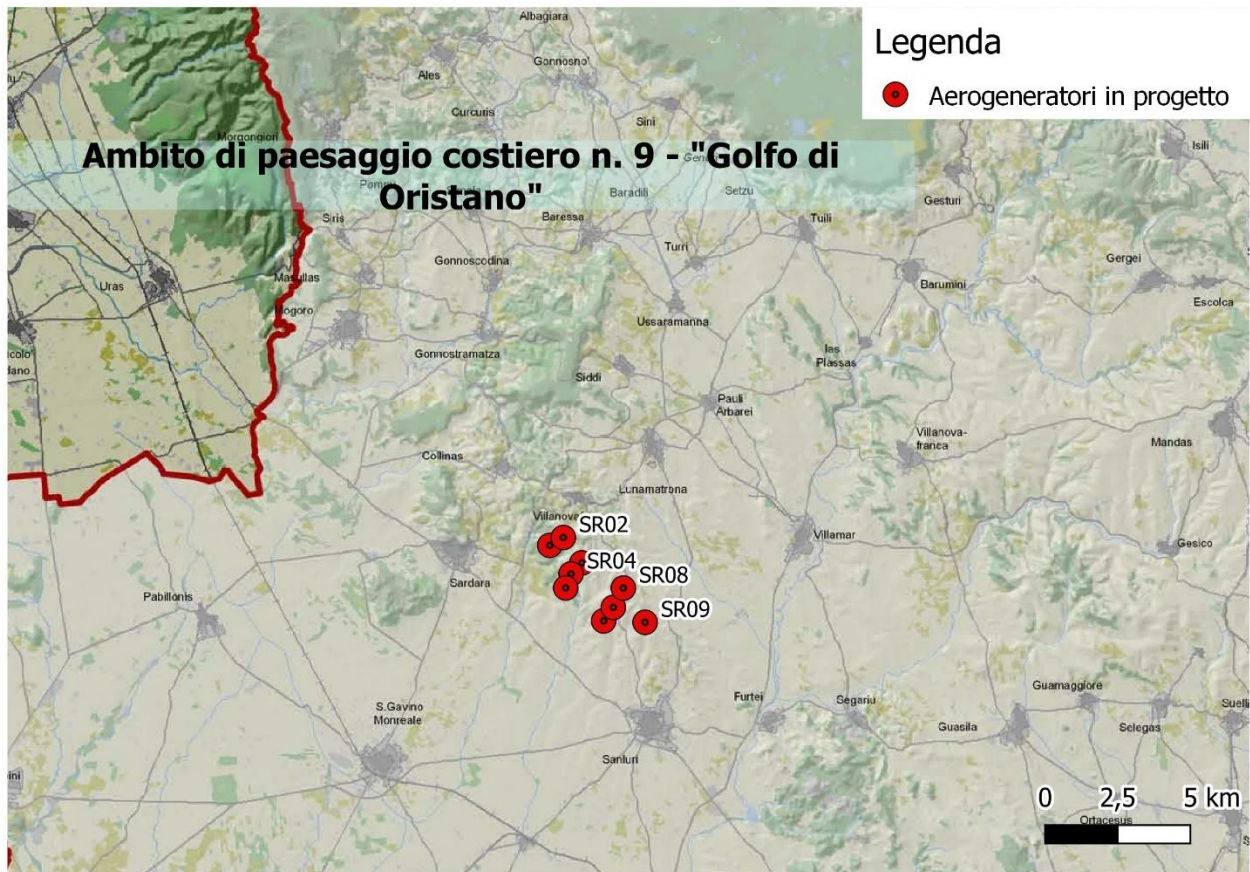 Legenda
Aerogeneratori in progetto
Ambito di paesaggio costiero n. 9 - "Golfo di
Oristano"
Albagiara
Gonnosno'
Ales
Curcuris
Sini
Morgongiori
Isili
Baradili
Setzu
Gesturi
Siris
Baressa
Tuili
Turri
Gonnoscodina
Gergei
Uras
Masullas
Barumini
Escolca
Mogoro
Ussaramanna
Gonnostramatza
las
Plassas
Siddi
Pauli
Arbarei
Villanova-
franca
Mandas
Collinas
Lunamatrona
SR02
Villamar
Gesico
SR04
Sardara
SR08
Pabillonis
SR09
Guamaggiore
S.Gavino
Monreale
Furtei
Segariu
Guasila
Selegas
Suelli
Sanluri
0 2,5 5 km
Ortacesus